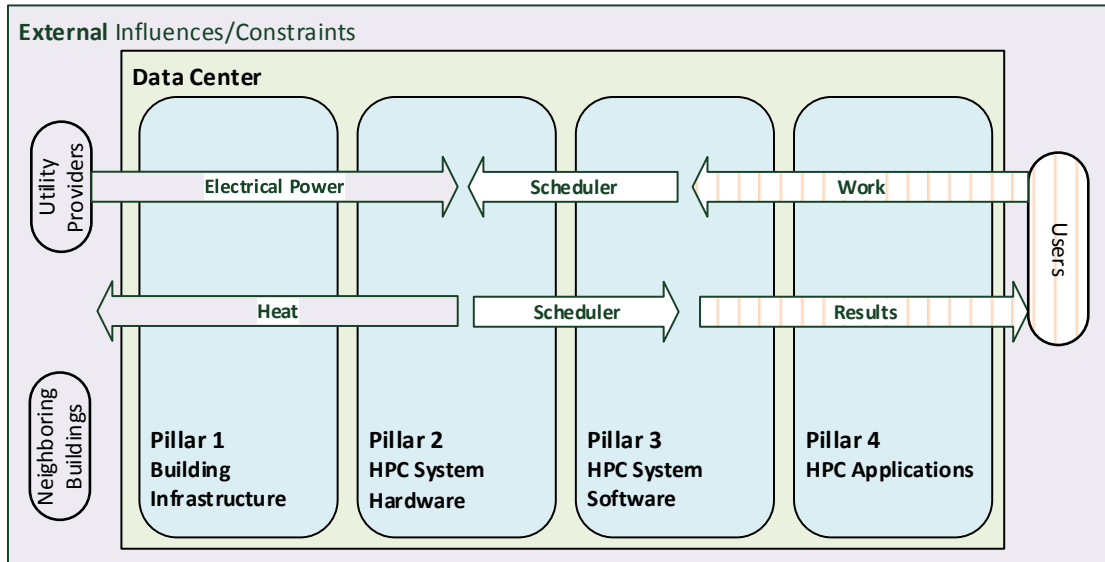 External Influences/Constraints
Data Center
Utility
Providers
Electrical Power
Scheduler
Work
Users
Heat
Scheduler
Results
Neighboring
Buildings
Pillar 1
Building
Infrastructure
Pillar 2
HPC System
Hardware
Pillar 3
HPC System
Software
Pillar 4
HPC Applications